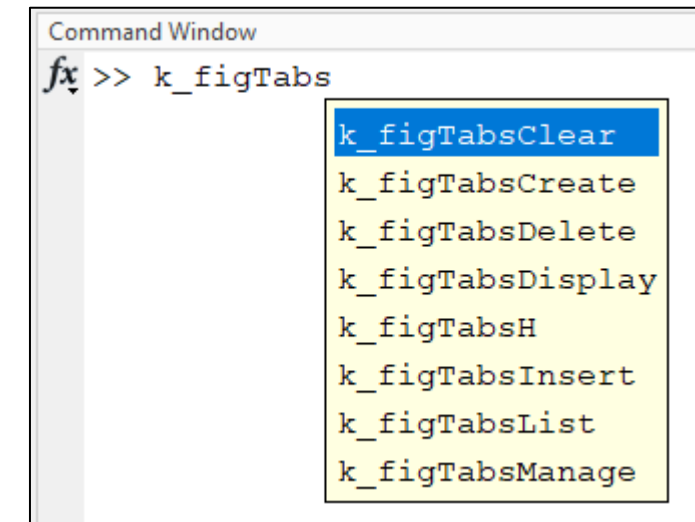 Command Window
fx >> k_figTabs
k_figTabsClear
k_figTabsCreate
k_figTabsDelete
k_figTabsDisplay
k_figTabsH
k_figTabsInsert
k_figTabsList
k_figTabsManage